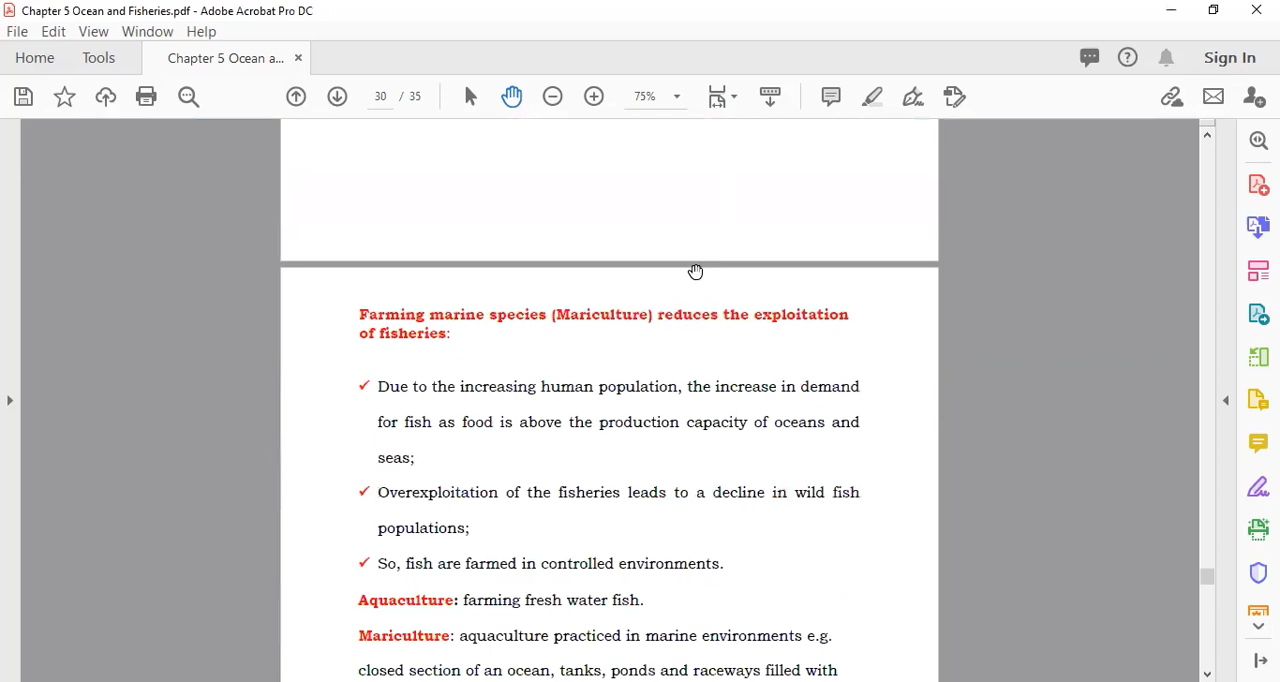 Chapter 5 Ocean and Fisheries.pdf - Adobe Acrobat Pro DC
File Edit View Window Help
Home Tools Chapter 5 Ocean a... × Sign In
30 / 35 75%
Farming marine species (Mariculture) reduces the exploitation
of fisheries:
✓ Due to the increasing human population, the increase in demand
for fish as food is above the production capacity of oceans and
seas;
✓ Overexploitation of the fisheries leads to a decline in wild fish
populations;
✓ So, fish are farmed in controlled environments.
Aquaculture: farming fresh water fish.
Mariculture: aquaculture practiced in marine environments e.g.
closed section of an ocean, tanks, ponds and raceways filled with